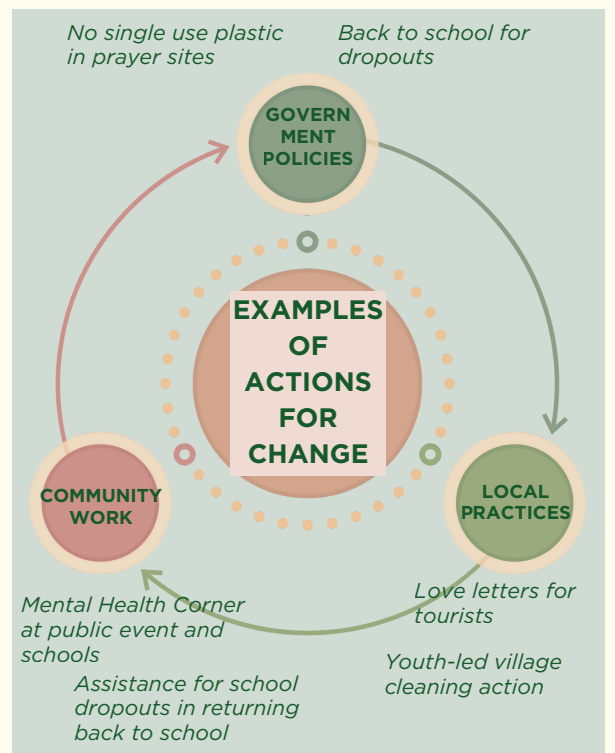 No single use plastic
in prayer sites
Back to school for
dropouts
GOVERN
MENT
POLICIES
EXAMPLES
OF
ACTIONS
FOR
CHANGE
COMMUNITY
WORK
LOCAL
PRACTICES
Love letters for
tourists
Youth-led village
cleaning action
Mental Health Corner
at public event and
schools
Assistance for school
dropouts in returning
back to school